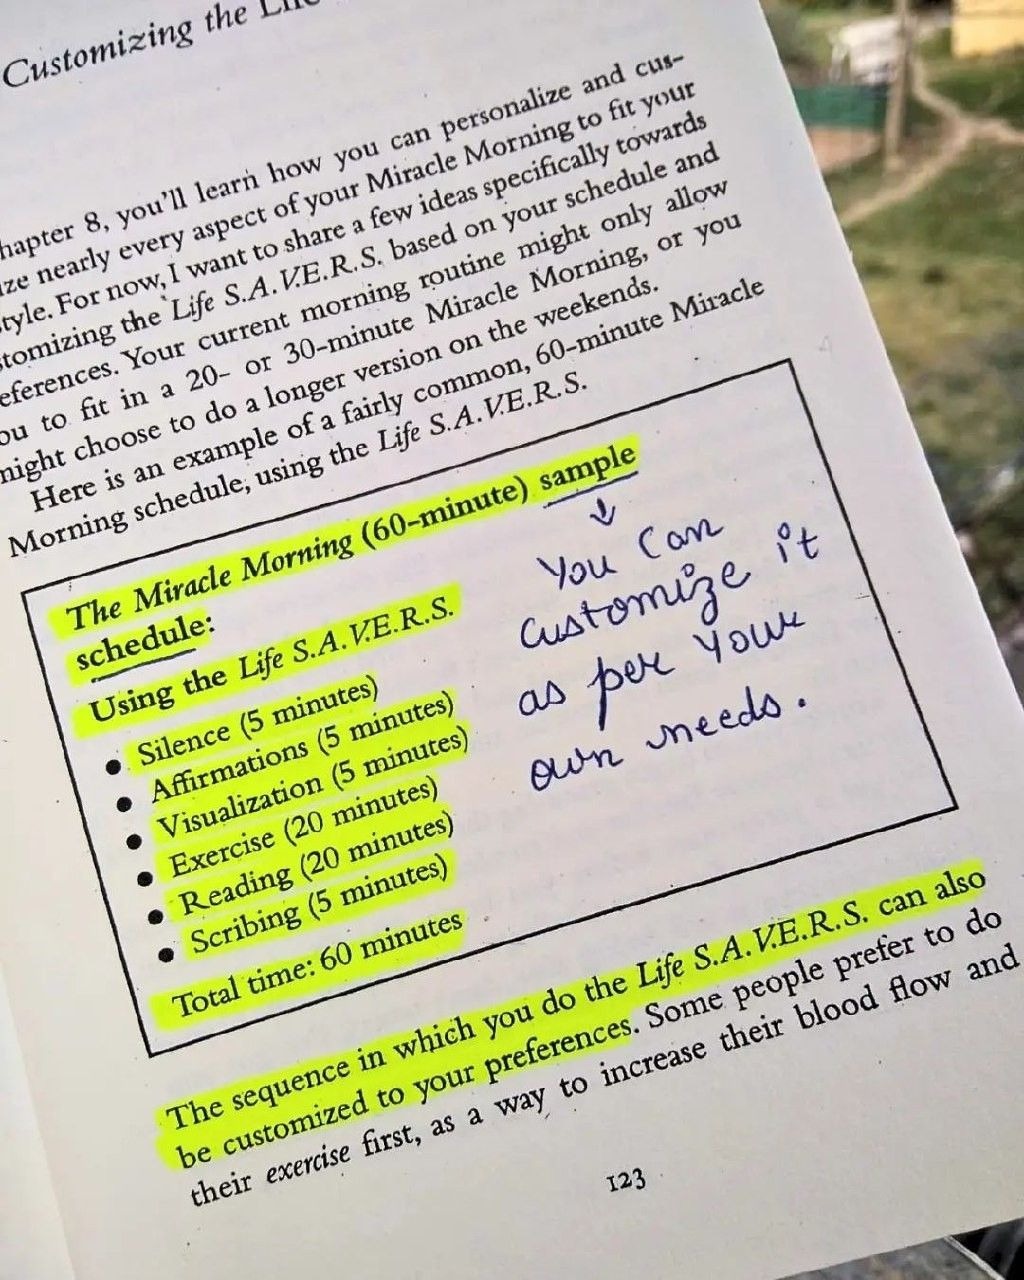 Customizing the
hapter 8, you'll learn how you can personalize and cus-
ze nearly every aspect of your Miracle Morning to fit your
tyle. For now, I want to share a few ideas specifically towards
tomizing the Life S.A.V.E.R.S. based on your schedule and
eferences. Your current morning routine might only allow
ou to fit in a 20- or 30-minute Miracle Morning, or you
might choose to do a longer version on the weekends.
Here is an example of a fairly common, 60-minute Miracle
Morning schedule, using the Life S.A.V.E.R.S.
The Miracle Morning (60-minute) sample
schedule:
Using the Life S.A.V.E.R.S.
• Silence (5 minutes)
• Affirmations (5 minutes)
• Visualization (5 minutes)
• Exercise (20 minutes)
• Reading (20 minutes)
• Scribing (5 minutes)
Total time: 60 minutes
↓
You Can
customize it
as per your
own needs.
The sequence in which you do the Life S.A.V.E.R.S. can also
be customized to your preferences. Some people prefer to do
their exercise first, as a way to increase their blood flow and
123